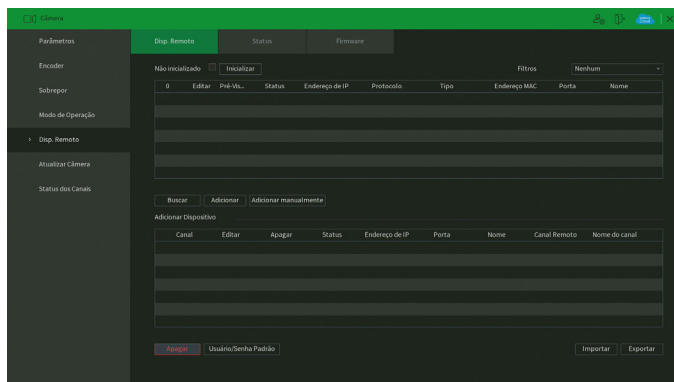 Câmera
Parâmetros
Encoder
Sobrepor
Modo de Operação
Disp. Remoto
Atualizar Câmera
Status dos Canais
Disp. Remoto Status Firmware
Não inicializado Inicializar Filtros Nenhum
0 Editar Pré-Vis... Status Endereço de IP Protocolo Tipo Endereço MAC Porta Nome
Buscar Adicionar Adicionar manualmente
Adicionar Dispositivo
Canal Editar Apagar Status Endereço de IP Porta Nome Canal Remoto Nome do canal
Apagar Usuário/Senha Padrão Importar Exportar